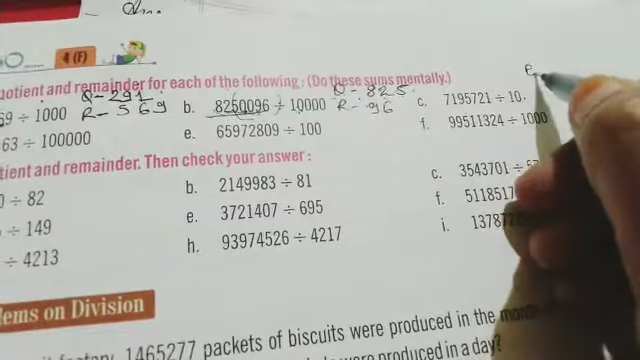 4 (F)
uotient and remainder for each of the following : (Do these sums mentally.)
Q - 291
69 ÷ 1000 R - 569 b. 8250096 ÷ 10000 Q - 825 R - 96 c. 7195721 ÷ 10
63 ÷ 100000 e. 65972809 ÷ 100 f. 99511324 ÷ 1000
tient and remainder. Then check your answer :
0 ÷ 82 b. 2149983 ÷ 81 c. 3543701 ÷
÷ 149 e. 3721407 ÷ 695 f. 511851
÷ 4213 h. 93974526 ÷ 4217 i.
lems on Division
1465277 packets of biscuits were produced in the month
were produced in a day?